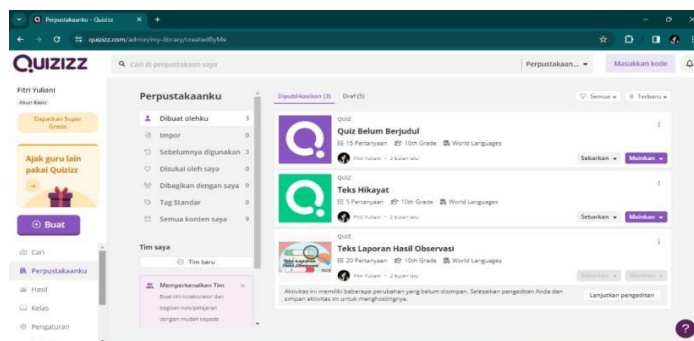 Perpustakaanku - Quizizz
quizizz.com/admin/my-library/createdByMe
QUIZIZZ
Cari di perpustakaan saya
Perpustakaan...
Masukkan kode
Fitri Yuliani
Akun Basic
Dapatkan Super Gratis
Ajak guru lain
pakai Quizizz
Buat
Cari
Perpustakaanku
Hasil
Kelas
Pengaturan
Perpustakaanku
Dibuat olehku 3
Impor 0
Sebelumnya digunakan 3
Disukai oleh saya 0
Dibagikan dengan saya 0
Tag Standar 0
Semua konten saya 9
Tim saya
Tim baru
Memperkenalkan Tim
Buat tim kolaborator dan
bagikan kuis/pelajaran
dengan mudah kepada
Dipublikasikan (3) Draf (5)
Semua Terbaru
QUIZ
Quiz Belum Berjudul
15 Pertanyaan 10th Grade World Languages
Fitri Yuliani • 2 bulan lalu
Sebarkan Mainkan
QUIZ
Teks Hikayat
5 Pertanyaan 10th Grade World Languages
Fitri Yuliani • 2 bulan lalu
Sebarkan Mainkan
QUIZ
Teks Laporan Hasil Observasi
20 Pertanyaan 10th Grade World Languages
Fitri Yuliani • 2 bulan lalu
Sebarkan Mainkan
Aktivitas ini memiliki beberapa perubahan yang belum disimpan. Selesaikan pengeditan Anda dan
simpan aktivitas ini untuk menghostingnya.
Lanjutkan pengeditan